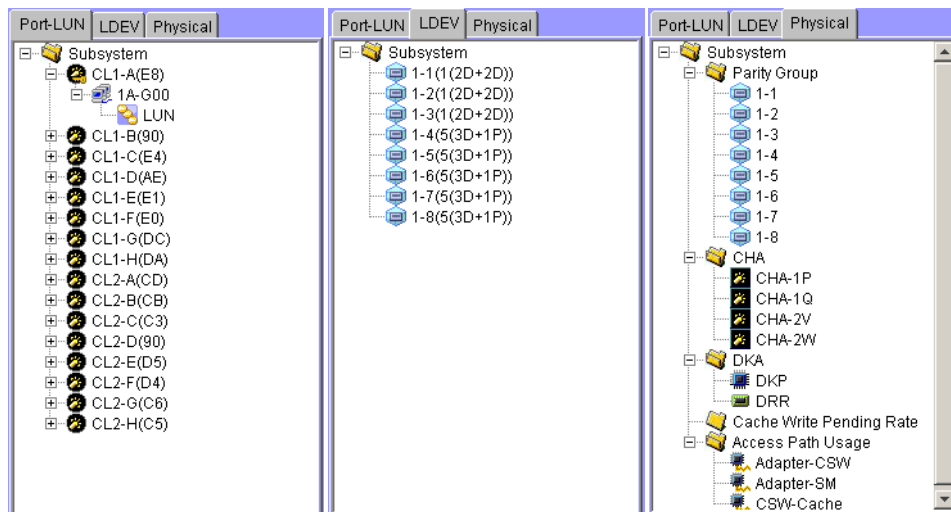 Port-LUN LDEV Physical
Subsystem
CL1-A(E8)
1A-G00
LUN
CL1-B(90)
CL1-C(E4)
CL1-D(AE)
CL1-E(E1)
CL1-F(E0)
CL1-G(DC)
CL1-H(DA)
CL2-A(CD)
CL2-B(CB)
CL2-C(C3)
CL2-D(90)
CL2-E(D5)
CL2-F(D4)
CL2-G(C6)
CL2-H(C5)
Port-LUN LDEV Physical
Subsystem
1-1(1(2D+2D))
1-2(1(2D+2D))
1-3(1(2D+2D))
1-4(5(3D+1P))
1-5(5(3D+1P))
1-6(5(3D+1P))
1-7(5(3D+1P))
1-8(5(3D+1P))
Port-LUN LDEV Physical
Subsystem
Parity Group
1-1
1-2
1-3
1-4
1-5
1-6
1-7
1-8
CHA
CHA-1P
CHA-1Q
CHA-2V
CHA-2W
DKA
DKP
DRR
Cache Write Pending Rate
Access Path Usage
Adapter-CSW
Adapter-SM
CSW-Cache